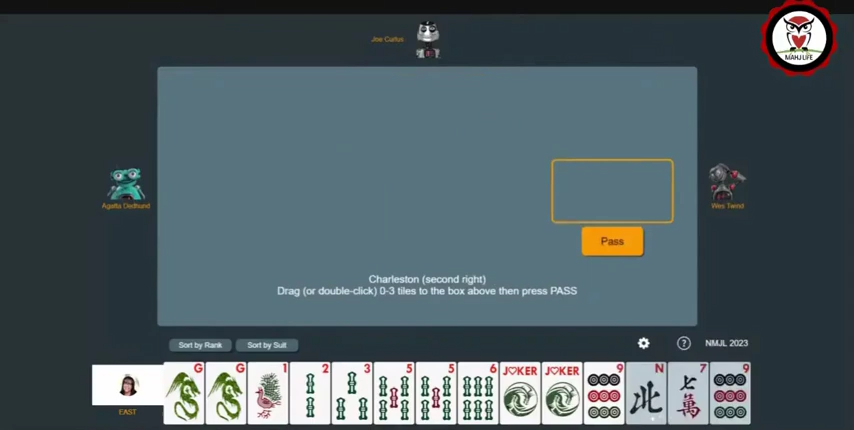 Joe Cultus
MAHJ LIFE
Agatta Dedhund
Wes Twind
Pass
Charleston (second right)
Drag (or double-click) 0-3 tiles to the box above then press PASS
Sort by Rank
Sort by Suit
?
NMJL 2023
EAST
G
G
1
2
3
5
5
6
JOKER
JOKER
9
N
北
7
七
萬
9